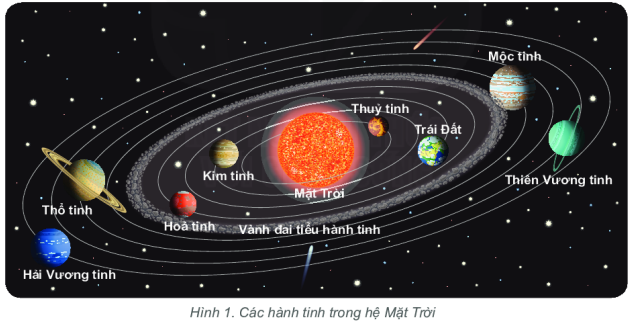 Mộc tinh
Thuỷ tinh
Trái Đất
Kim tinh
Thiên Vương tinh
Mặt Trời
Thổ tinh
Hoả tinh
Vành đai tiểu hành tinh
Hải Vương tinh
Hình 1. Các hành tinh trong hệ Mặt Trời